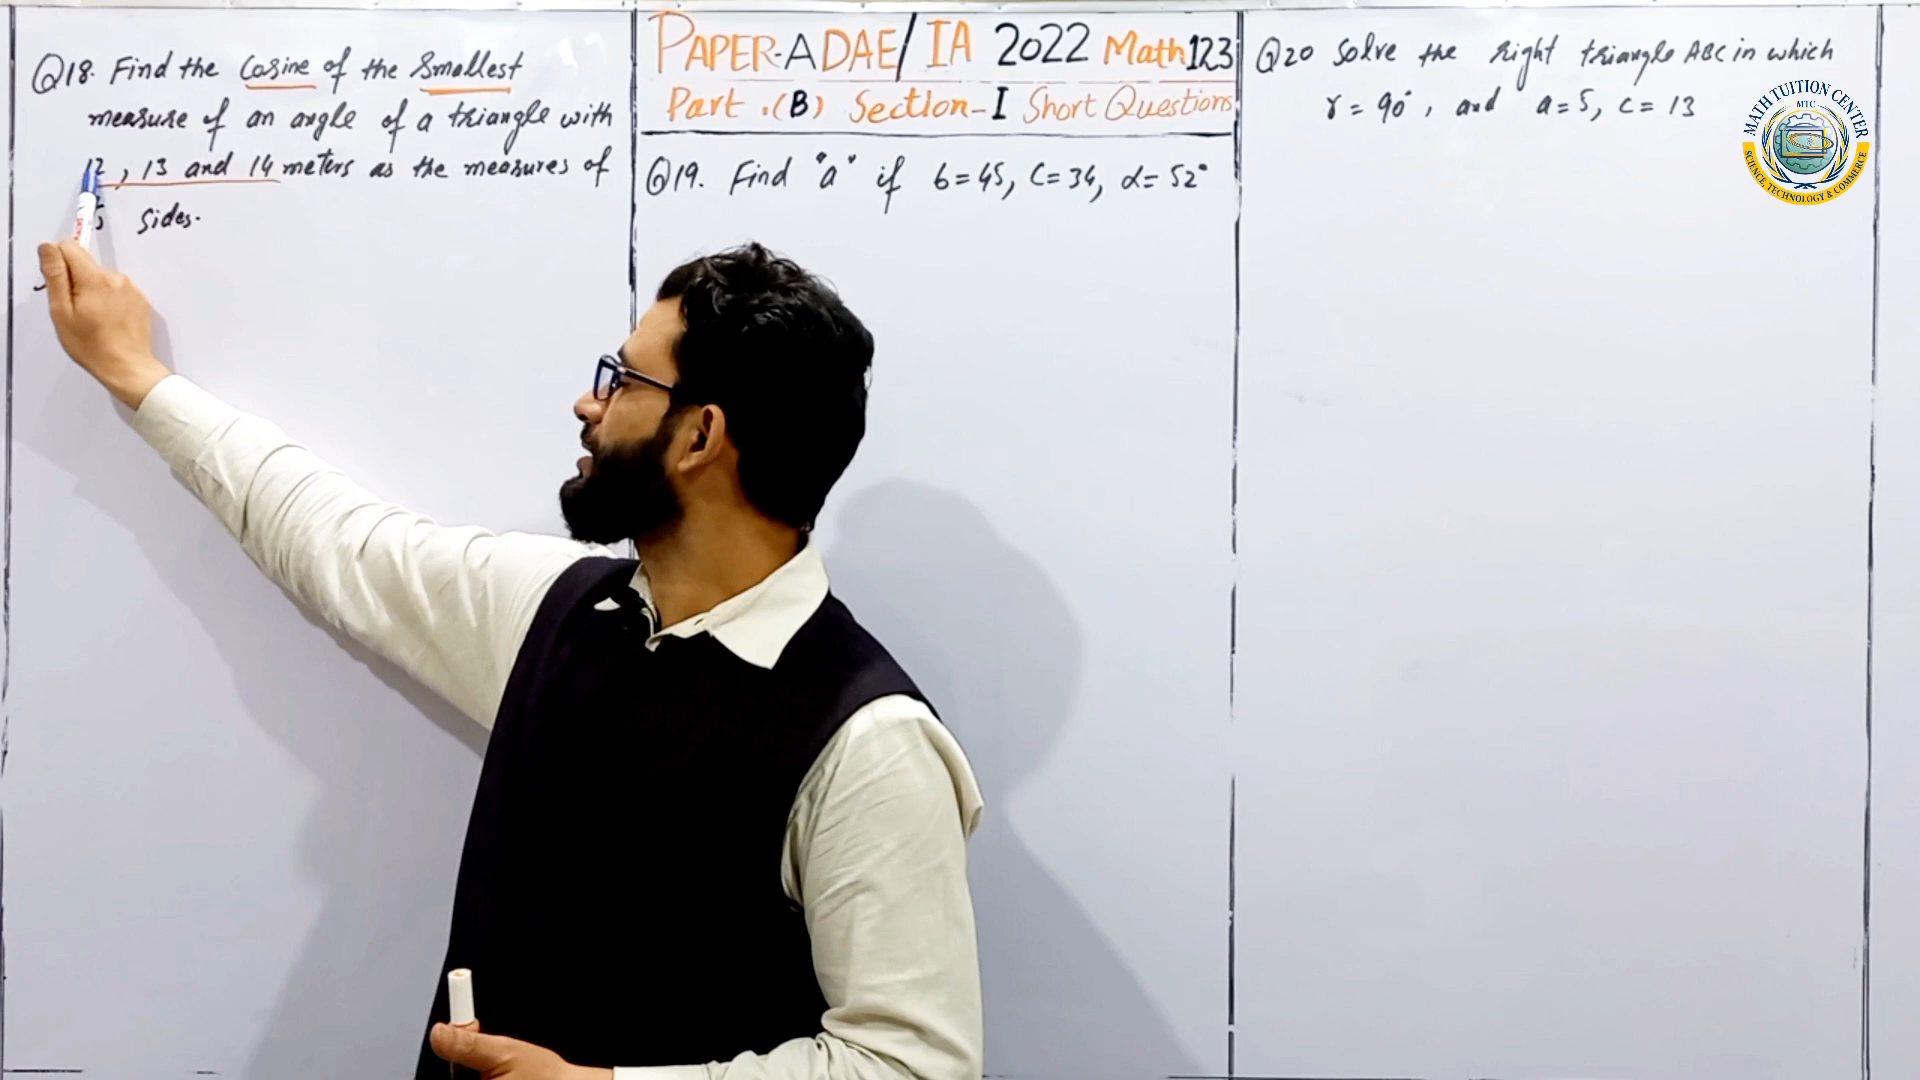 Q18. Find the Cosine of the Smallest
measure of an angle of a triangle with
12, 13 and 14 meters as the measures of
sides.
PAPER-A DAE/IA 2022 Math 123
Part.(B) Section-I Short Questions
Q19. Find "a" if b=45, C=34, α=52°
Q20 Solve the right triangle ABC in which
γ = 90°, and a=5, c=13
MATH TUITION CENTER
MTC
SCIENCE, TECHNOLOGY & COMMERCE